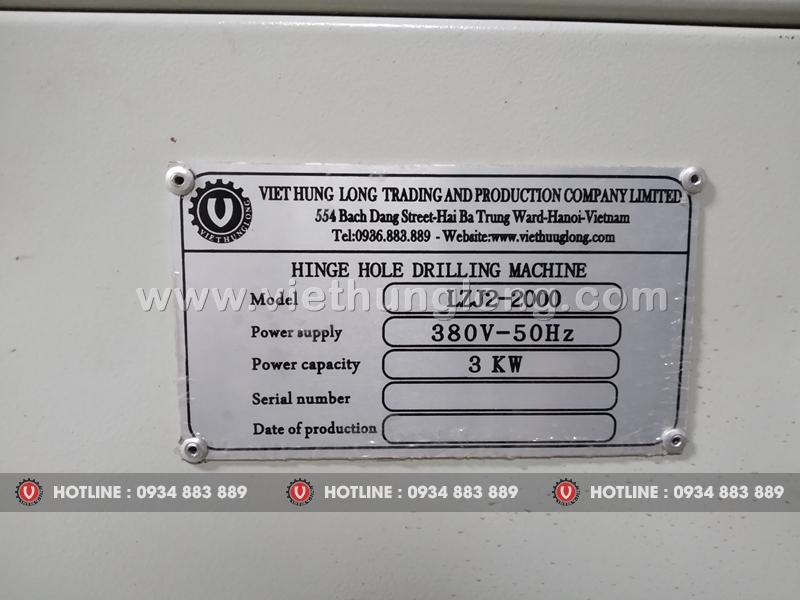 VIET HUNG LONG TRADING AND PRODUCTION COMPANY LIMITED
554 Bach Dang Street-Hai Ba Trung Ward-Hanoi-Vietnam
Tel:0936.883.889 - Website:www.viethuuglong.com
V
VIETHUNGLONG
HINGE HOLE DRILLING MACHINE
Model LZJ2-2000
www.viethunglong.com
Power supply 380V-50Hz
Power capacity 3 KW
Serial number
Date of production
V HOTLINE : 0934 883 889 V HOTLINE : 0934 883 889 V HOTLINE : 0934 883 889